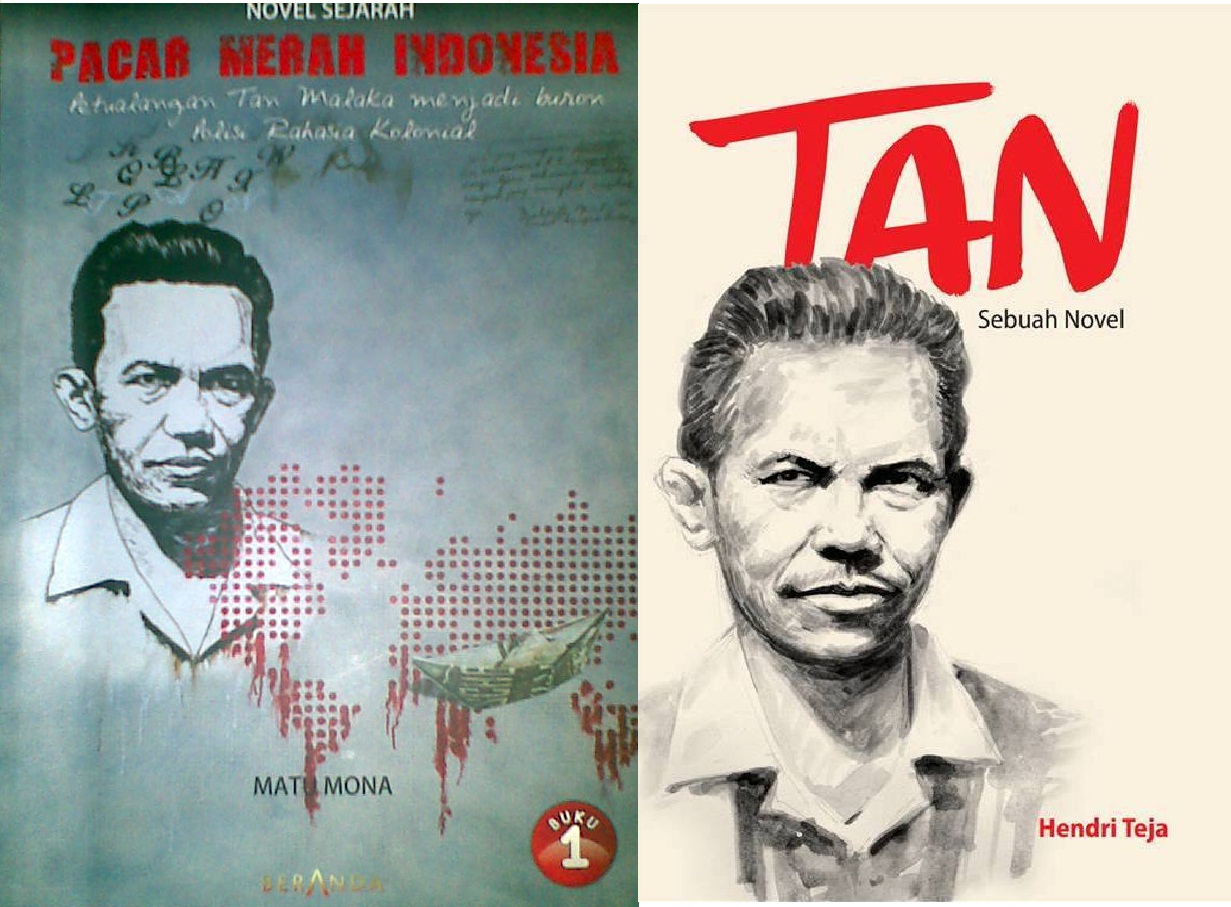 NOVEL SEJARAH
PACAR MERAH INDONESIA
Petualangan Tan Malaka menjadi buron
Polisi Rahasia Kolonial
MATU MONA
BUKU
1
BERANDA
TAN
Sebuah Novel
Hendri Teja